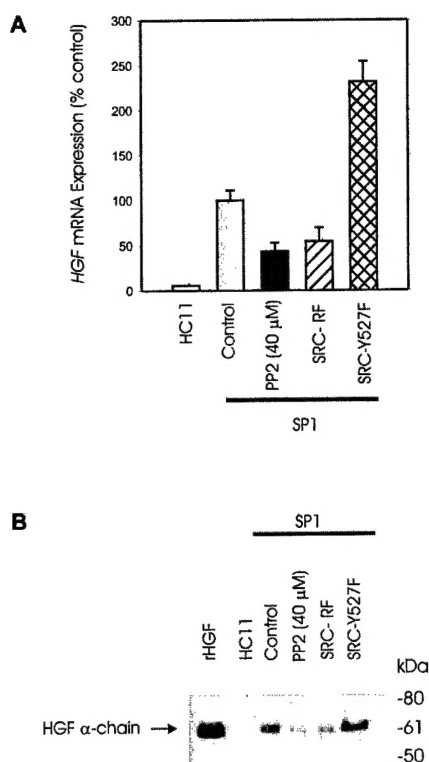 A
HGF mRNA Expression (% control)
300
250
200
150
100
50
0
HC11
Control
PP2 (40 µM)
SRC- RF
SRC-Y527F
SP1
B
SP1
rHGF
HC11
Control
PP2 (40 µM)
SRC- RF
SRC-Y527F
kDa
-80
HGF α-chain
-61
-50